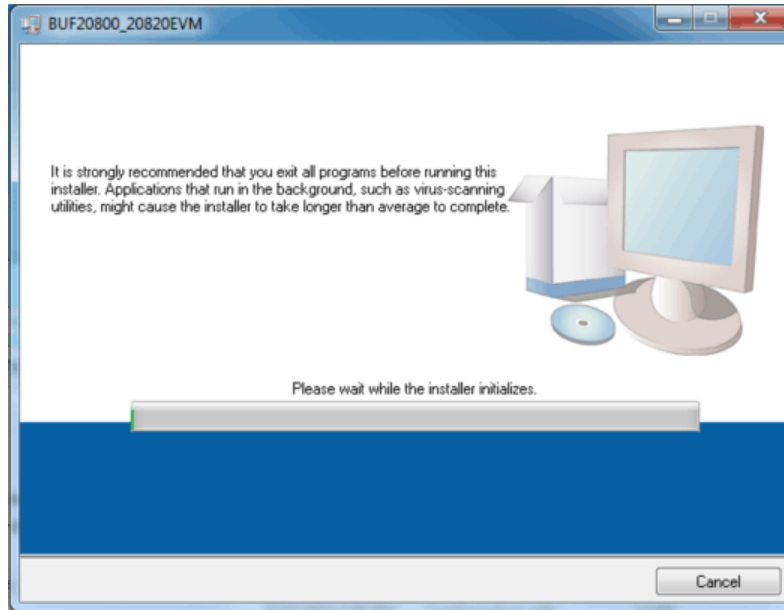 BUF20800_20820EVM
It is strongly recommended that you exit all programs before running this
installer. Applications that run in the background, such as virus-scanning
utilities, might cause the installer to take longer than average to complete.
Please wait while the installer initializes.
Cancel